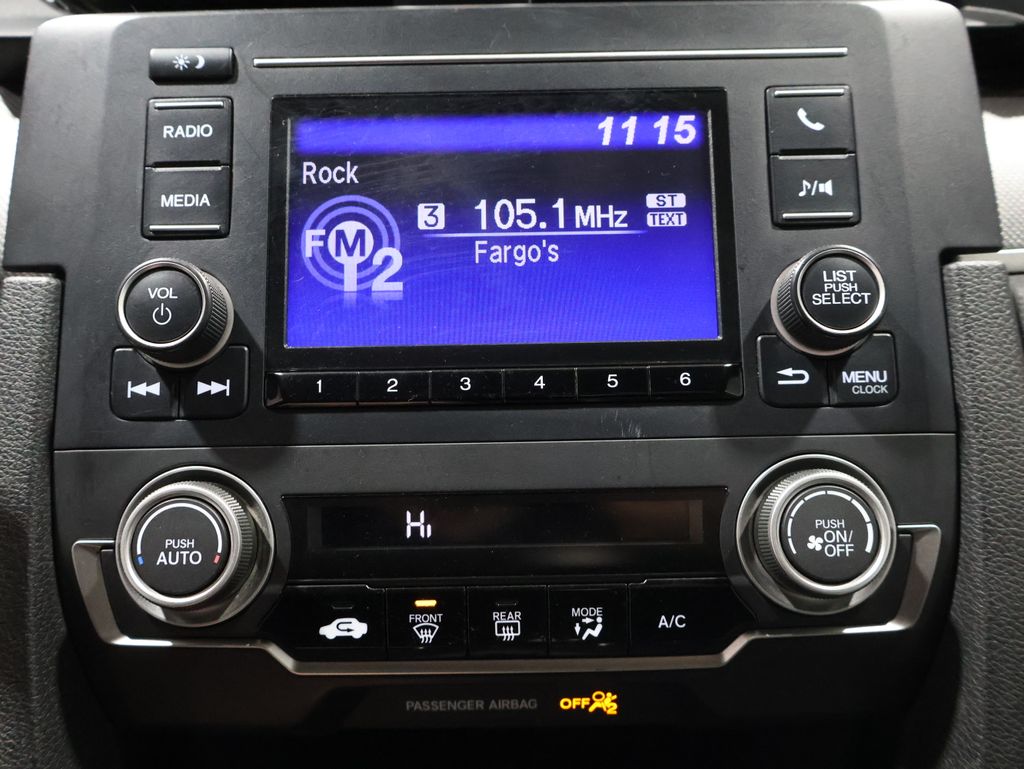 RADIO
MEDIA
VOL
11 15
Rock
FM 2
3 105.1 MHz
ST
TEXT
Fargo's
LIST
PUSH
SELECT
1 2 3 4 5 6
MENU
CLOCK
PUSH
AUTO
Hi
PUSH
ON/
OFF
FRONT
REAR
MODE
A/C
PASSENGER AIRBAG OFF 2